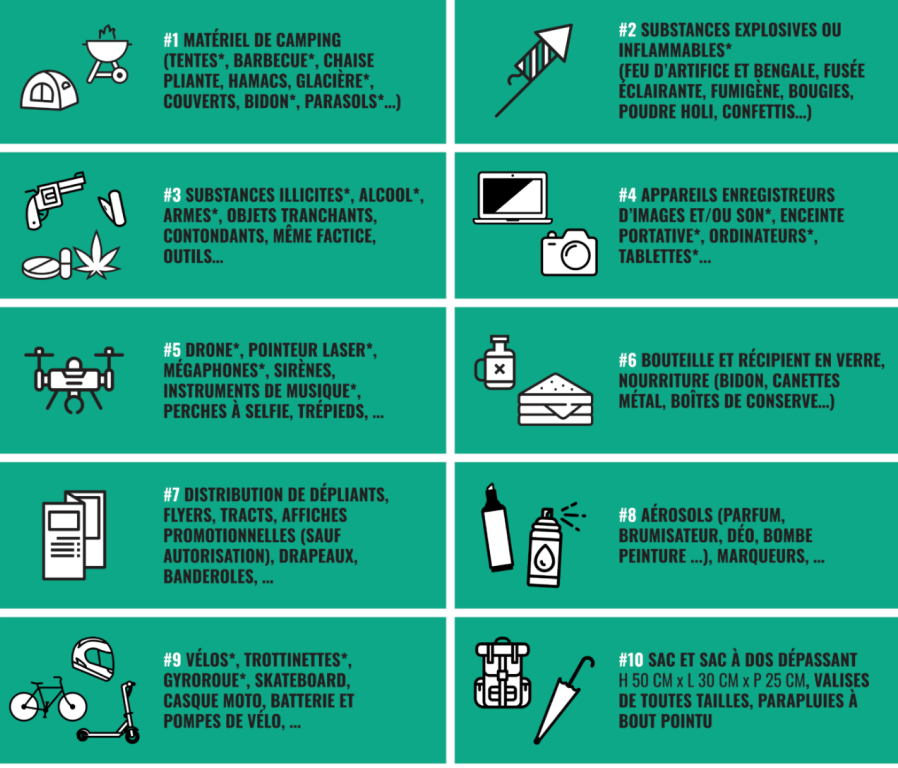 #1 MATÉRIEL DE CAMPING
(TENTES*, BARBECUE*, CHAISE
PLIANTE, HAMACS, GLACIÈRE*,
COUVERTS, BIDON*, PARASOLS*...)
#2 SUBSTANCES EXPLOSIVES OU
INFLAMMABLES*
(FEU D'ARTIFICE ET BENGALE, FUSÉE
ÉCLAIRANTE, FUMIGÈNE, BOUGIES,
POUDRE HOLI, CONFETTIS...)
#3 SUBSTANCES ILLICITES*, ALCOOL*,
ARMES*, OBJETS TRANCHANTS,
CONTONDANTS, MÊME FACTICE,
OUTILS...
#4 APPAREILS ENREGISTREURS
D'IMAGES ET/OU SON*, ENCEINTE
PORTATIVE*, ORDINATEURS*,
TABLETTES*...
#5 DRONE*, POINTEUR LASER*,
MÉGAPHONES*, SIRÈNES,
INSTRUMENTS DE MUSIQUE*,
PERCHES À SELFIE, TRÉPIEDS, ...
#6 BOUTEILLE ET RÉCIPIENT EN VERRE,
NOURRITURE (BIDON, CANETTES
MÉTAL, BOÎTES DE CONSERVE...)
#7 DISTRIBUTION DE DÉPLIANTS,
FLYERS, TRACTS, AFFICHES
PROMOTIONNELLES (SAUF
AUTORISATION), DRAPEAUX,
BANDEROLES, ...
#8 AÉROSOLS (PARFUM,
BRUMISATEUR, DÉO, BOMBE
PEINTURE ...), MARQUEURS, ...
#9 VÉLOS*, TROTTINETTES*,
GYROROUE*, SKATEBOARD,
CASQUE MOTO, BATTERIE ET
POMPES DE VÉLO, ...
#10 SAC ET SAC À DOS DÉPASSANT
H 50 CM x L 30 CM x P 25 CM, VALISES
DE TOUTES TAILLES, PARAPLUIES À
BOUT POINTU